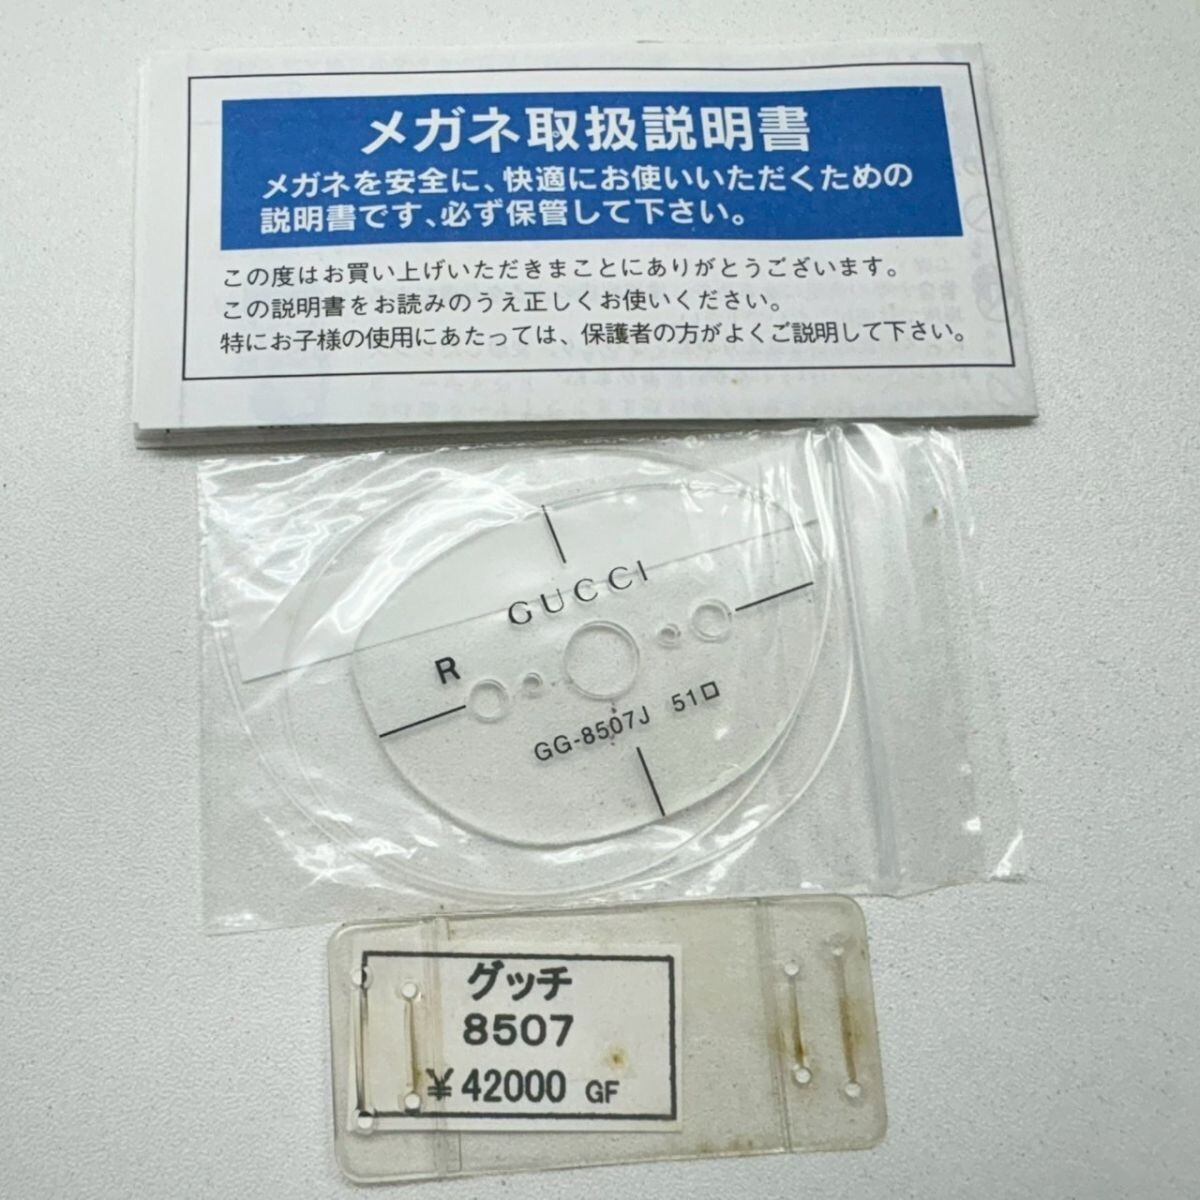 メガネ取扱説明書
メガネを安全に、快適にお使いいただくための
説明書です、必ず保管して下さい。
この度はお買い上げいただきまことにありがとうございます。
この説明書をお読みのうえ正しくお使いください。
特にお子様の使用にあたっては、保護者の方がよくご説明して下さい。
GUCCI
R
GG-8507J 51口
グッチ
8507
¥42000 GF